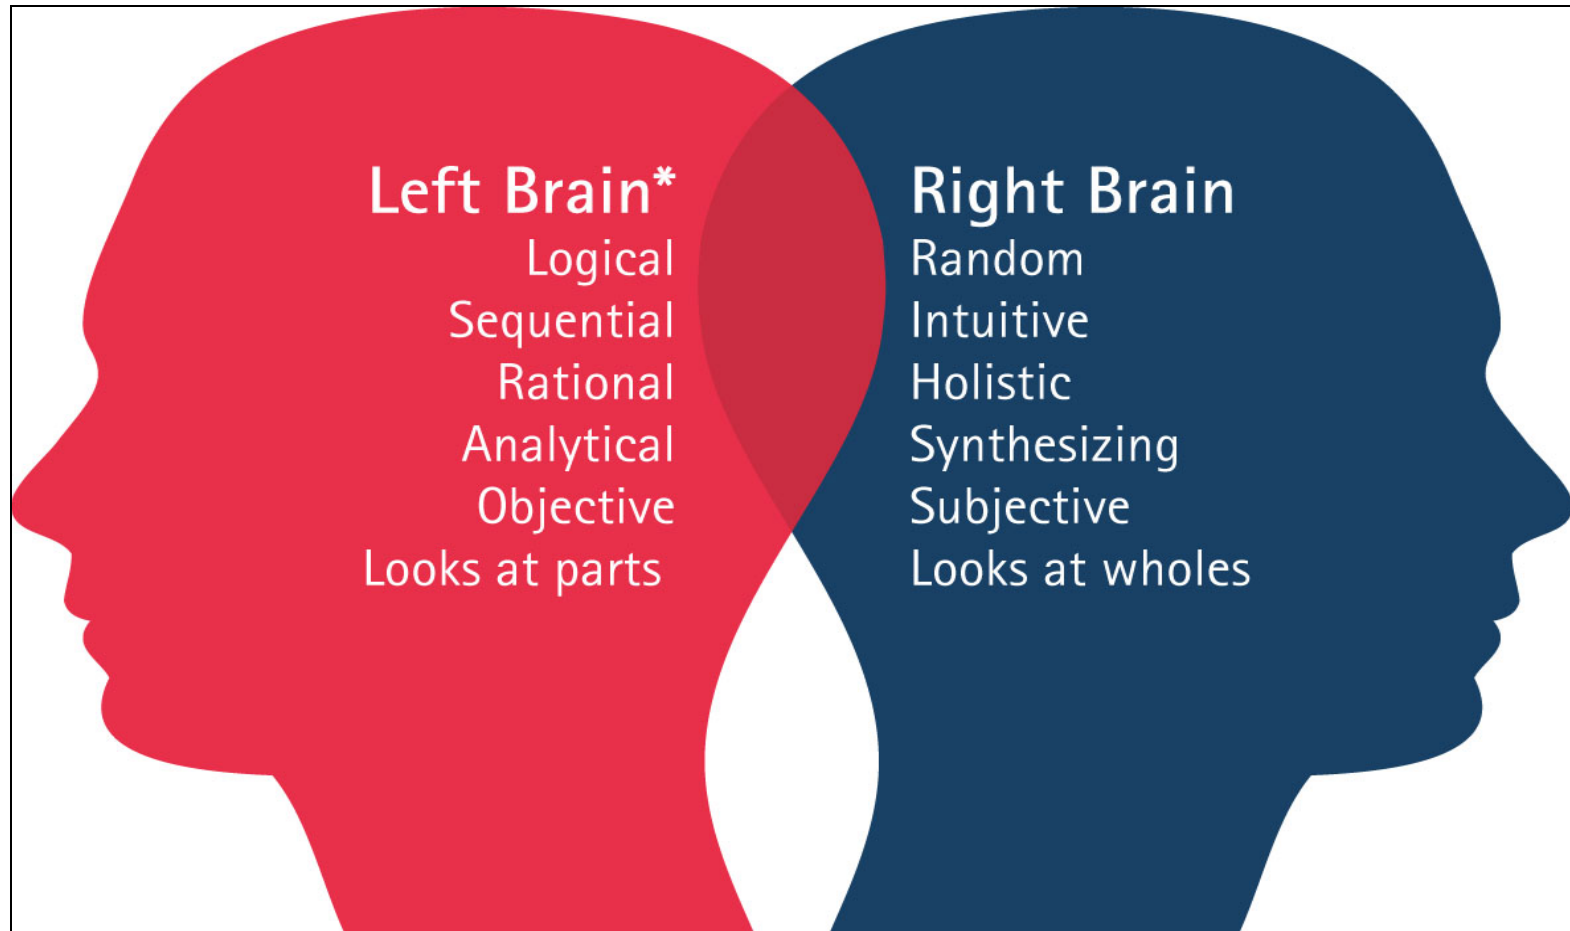 Left Brain*
Logical
Sequential
Rational
Analytical
Objective
Looks at parts
Right Brain
Random
Intuitive
Holistic
Synthesizing
Subjective
Looks at wholes